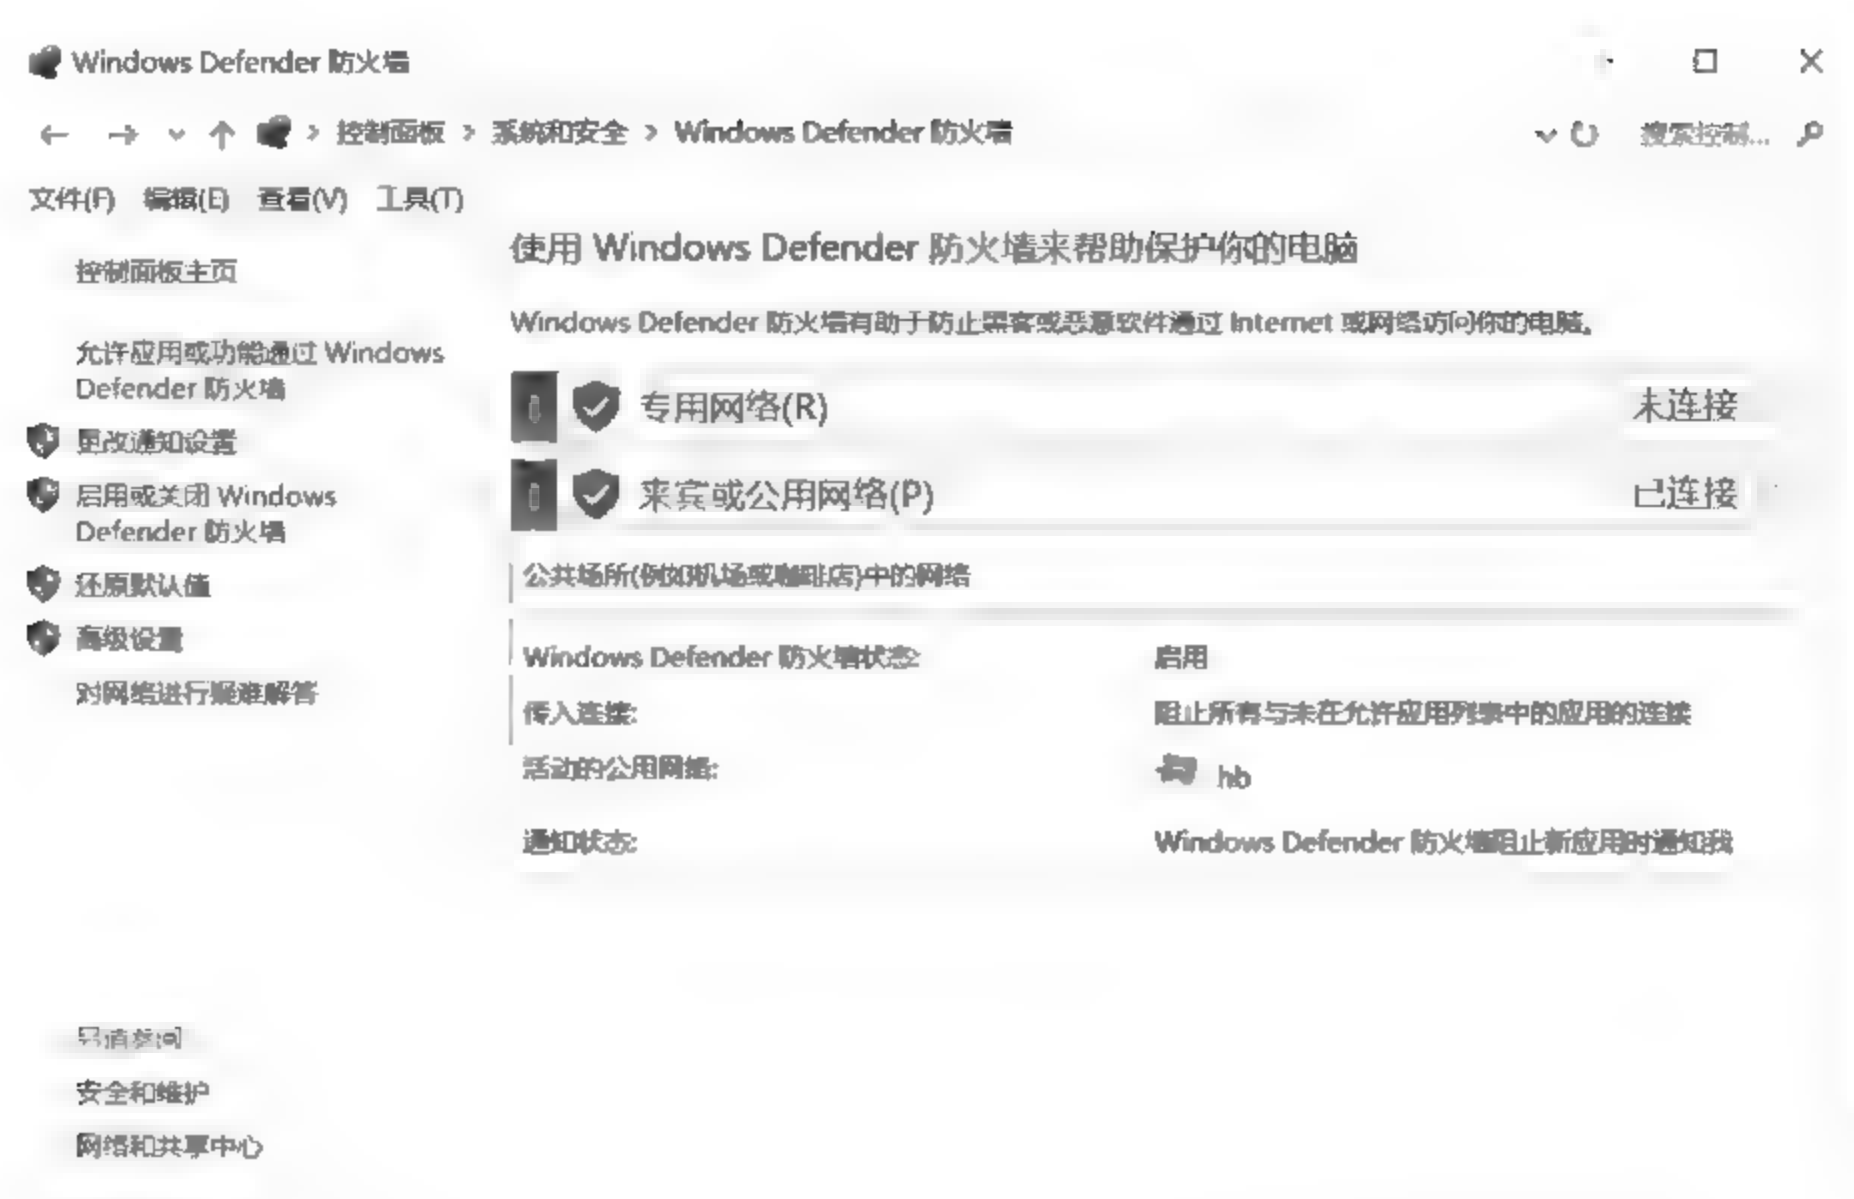 Windows Defender 防火墙
控制面板 > 系统和安全 > Windows Defender 防火墙
搜索控制...
文件(F) 编辑(E) 查看(V) 工具(T)
控制面板主页
允许应用或功能通过 Windows
Defender 防火墙
更改通知设置
启用或关闭 Windows
Defender 防火墙
还原默认值
高级设置
对网络进行疑难解答
使用 Windows Defender 防火墙来帮助保护你的电脑
Windows Defender 防火墙有助于防止黑客或恶意软件通过 Internet 或网络访问你的电脑。
专用网络(R) 未连接
来宾或公用网络(P) 已连接
公共场所(例如机场或咖啡店)中的网络
Windows Defender 防火墙状态: 启用
传入连接: 阻止所有与未在允许应用列表中的应用的连接
活动的公用网络: hb
通知状态: Windows Defender 防火墙阻止新应用时通知我
另请参阅
安全和维护
网络和共享中心